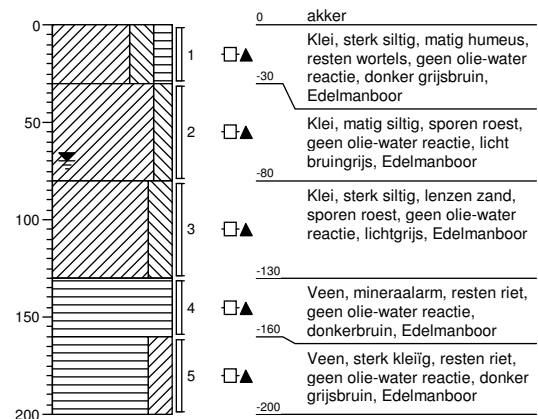 0 akker
0
Klei, sterk siltig, matig humeus,
resten wortels, geen olie-water
reactie, donker grijsbruin,
Edelmanboor
1
-30
50
Klei, matig siltig, sporen roest,
geen olie-water reactie, licht
bruingrijs, Edelmanboor
2
-80
100
Klei, sterk siltig, lenzen zand,
sporen roest, geen olie-water
reactie, lichtgrijs, Edelmanboor
3
-130
150
Veen, mineraalarm, resten riet,
geen olie-water reactie,
donkerbruin, Edelmanboor
4
-160
Veen, sterk kleiïg, resten riet,
geen olie-water reactie, donker
grijsbruin, Edelmanboor
5
200
-200